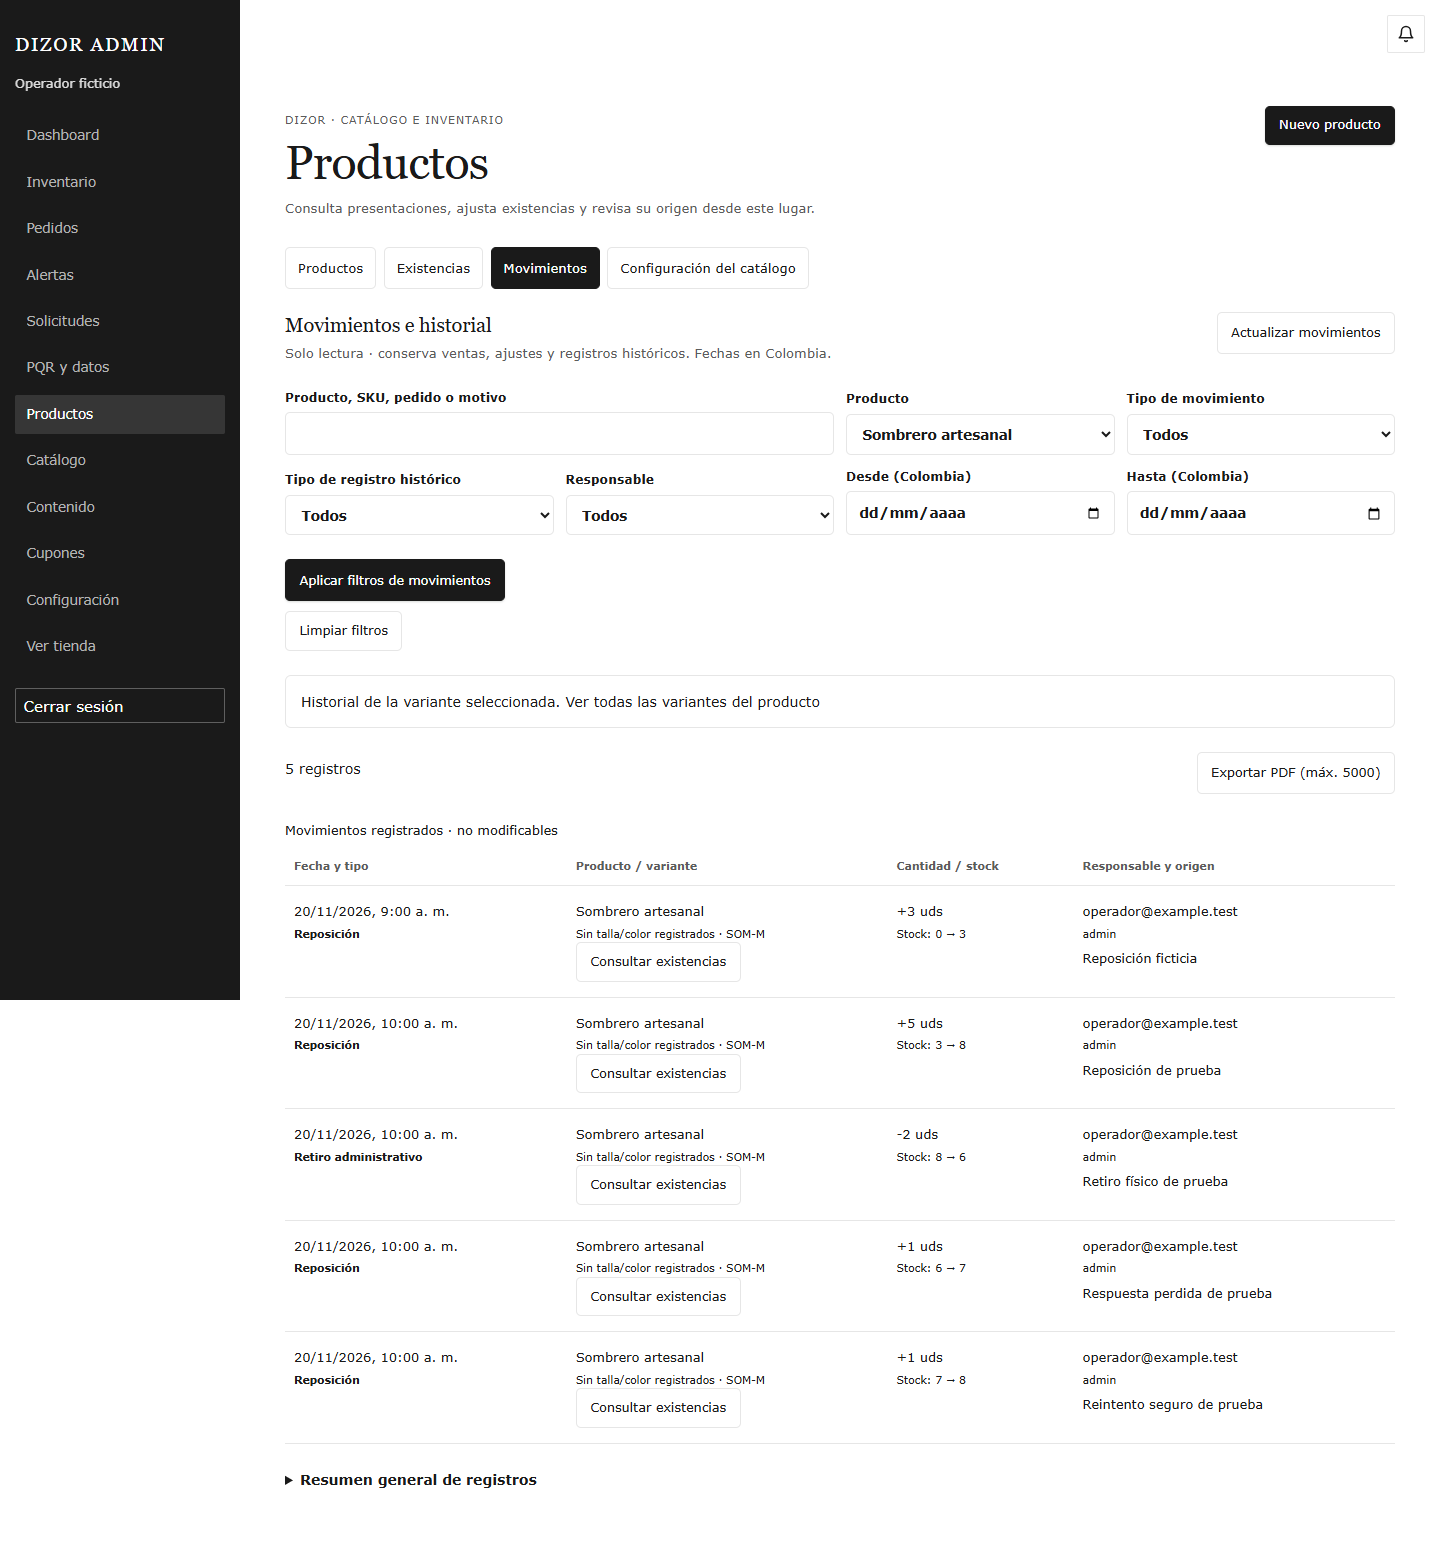 DIZOR ADMIN
Operador ficticio
Dashboard
Inventario
Pedidos
Alertas
Solicitudes
PQR y datos
Productos
Catálogo
Contenido
Cupones
Configuración
Ver tienda
Cerrar sesión
DIZOR · CATÁLOGO E INVENTARIO
Nuevo producto
Productos
Consulta presentaciones, ajusta existencias y revisa su origen desde este lugar.
Productos Existencias Movimientos Configuración del catálogo
Movimientos e historial
Actualizar movimientos
Solo lectura · conserva ventas, ajustes y registros históricos. Fechas en Colombia.
Producto, SKU, pedido o motivo Producto Tipo de movimiento
Sombrero artesanal Todos
Tipo de registro histórico Responsable Desde (Colombia) Hasta (Colombia)
Todos Todos dd/mm/aaaa dd/mm/aaaa
Aplicar filtros de movimientos
Limpiar filtros
Historial de la variante seleccionada. Ver todas las variantes del producto
5 registros
Exportar PDF (máx. 5000)
Movimientos registrados · no modificables
Fecha y tipo Producto / variante Cantidad / stock Responsable y origen
20/11/2026, 9:00 a. m. Sombrero artesanal +3 uds operador@example.test
Reposición Sin talla/color registrados · SOM-M Stock: 0 → 3 admin
Consultar existencias Reposición ficticia
20/11/2026, 10:00 a. m. Sombrero artesanal +5 uds operador@example.test
Reposición Sin talla/color registrados · SOM-M Stock: 3 → 8 admin
Consultar existencias Reposición de prueba
20/11/2026, 10:00 a. m. Sombrero artesanal -2 uds operador@example.test
Retiro administrativo Sin talla/color registrados · SOM-M Stock: 8 → 6 admin
Consultar existencias Retiro físico de prueba
20/11/2026, 10:00 a. m. Sombrero artesanal +1 uds operador@example.test
Reposición Sin talla/color registrados · SOM-M Stock: 6 → 7 admin
Consultar existencias Respuesta perdida de prueba
20/11/2026, 10:00 a. m. Sombrero artesanal +1 uds operador@example.test
Reposición Sin talla/color registrados · SOM-M Stock: 7 → 8 admin
Consultar existencias Reintento seguro de prueba
Resumen general de registros